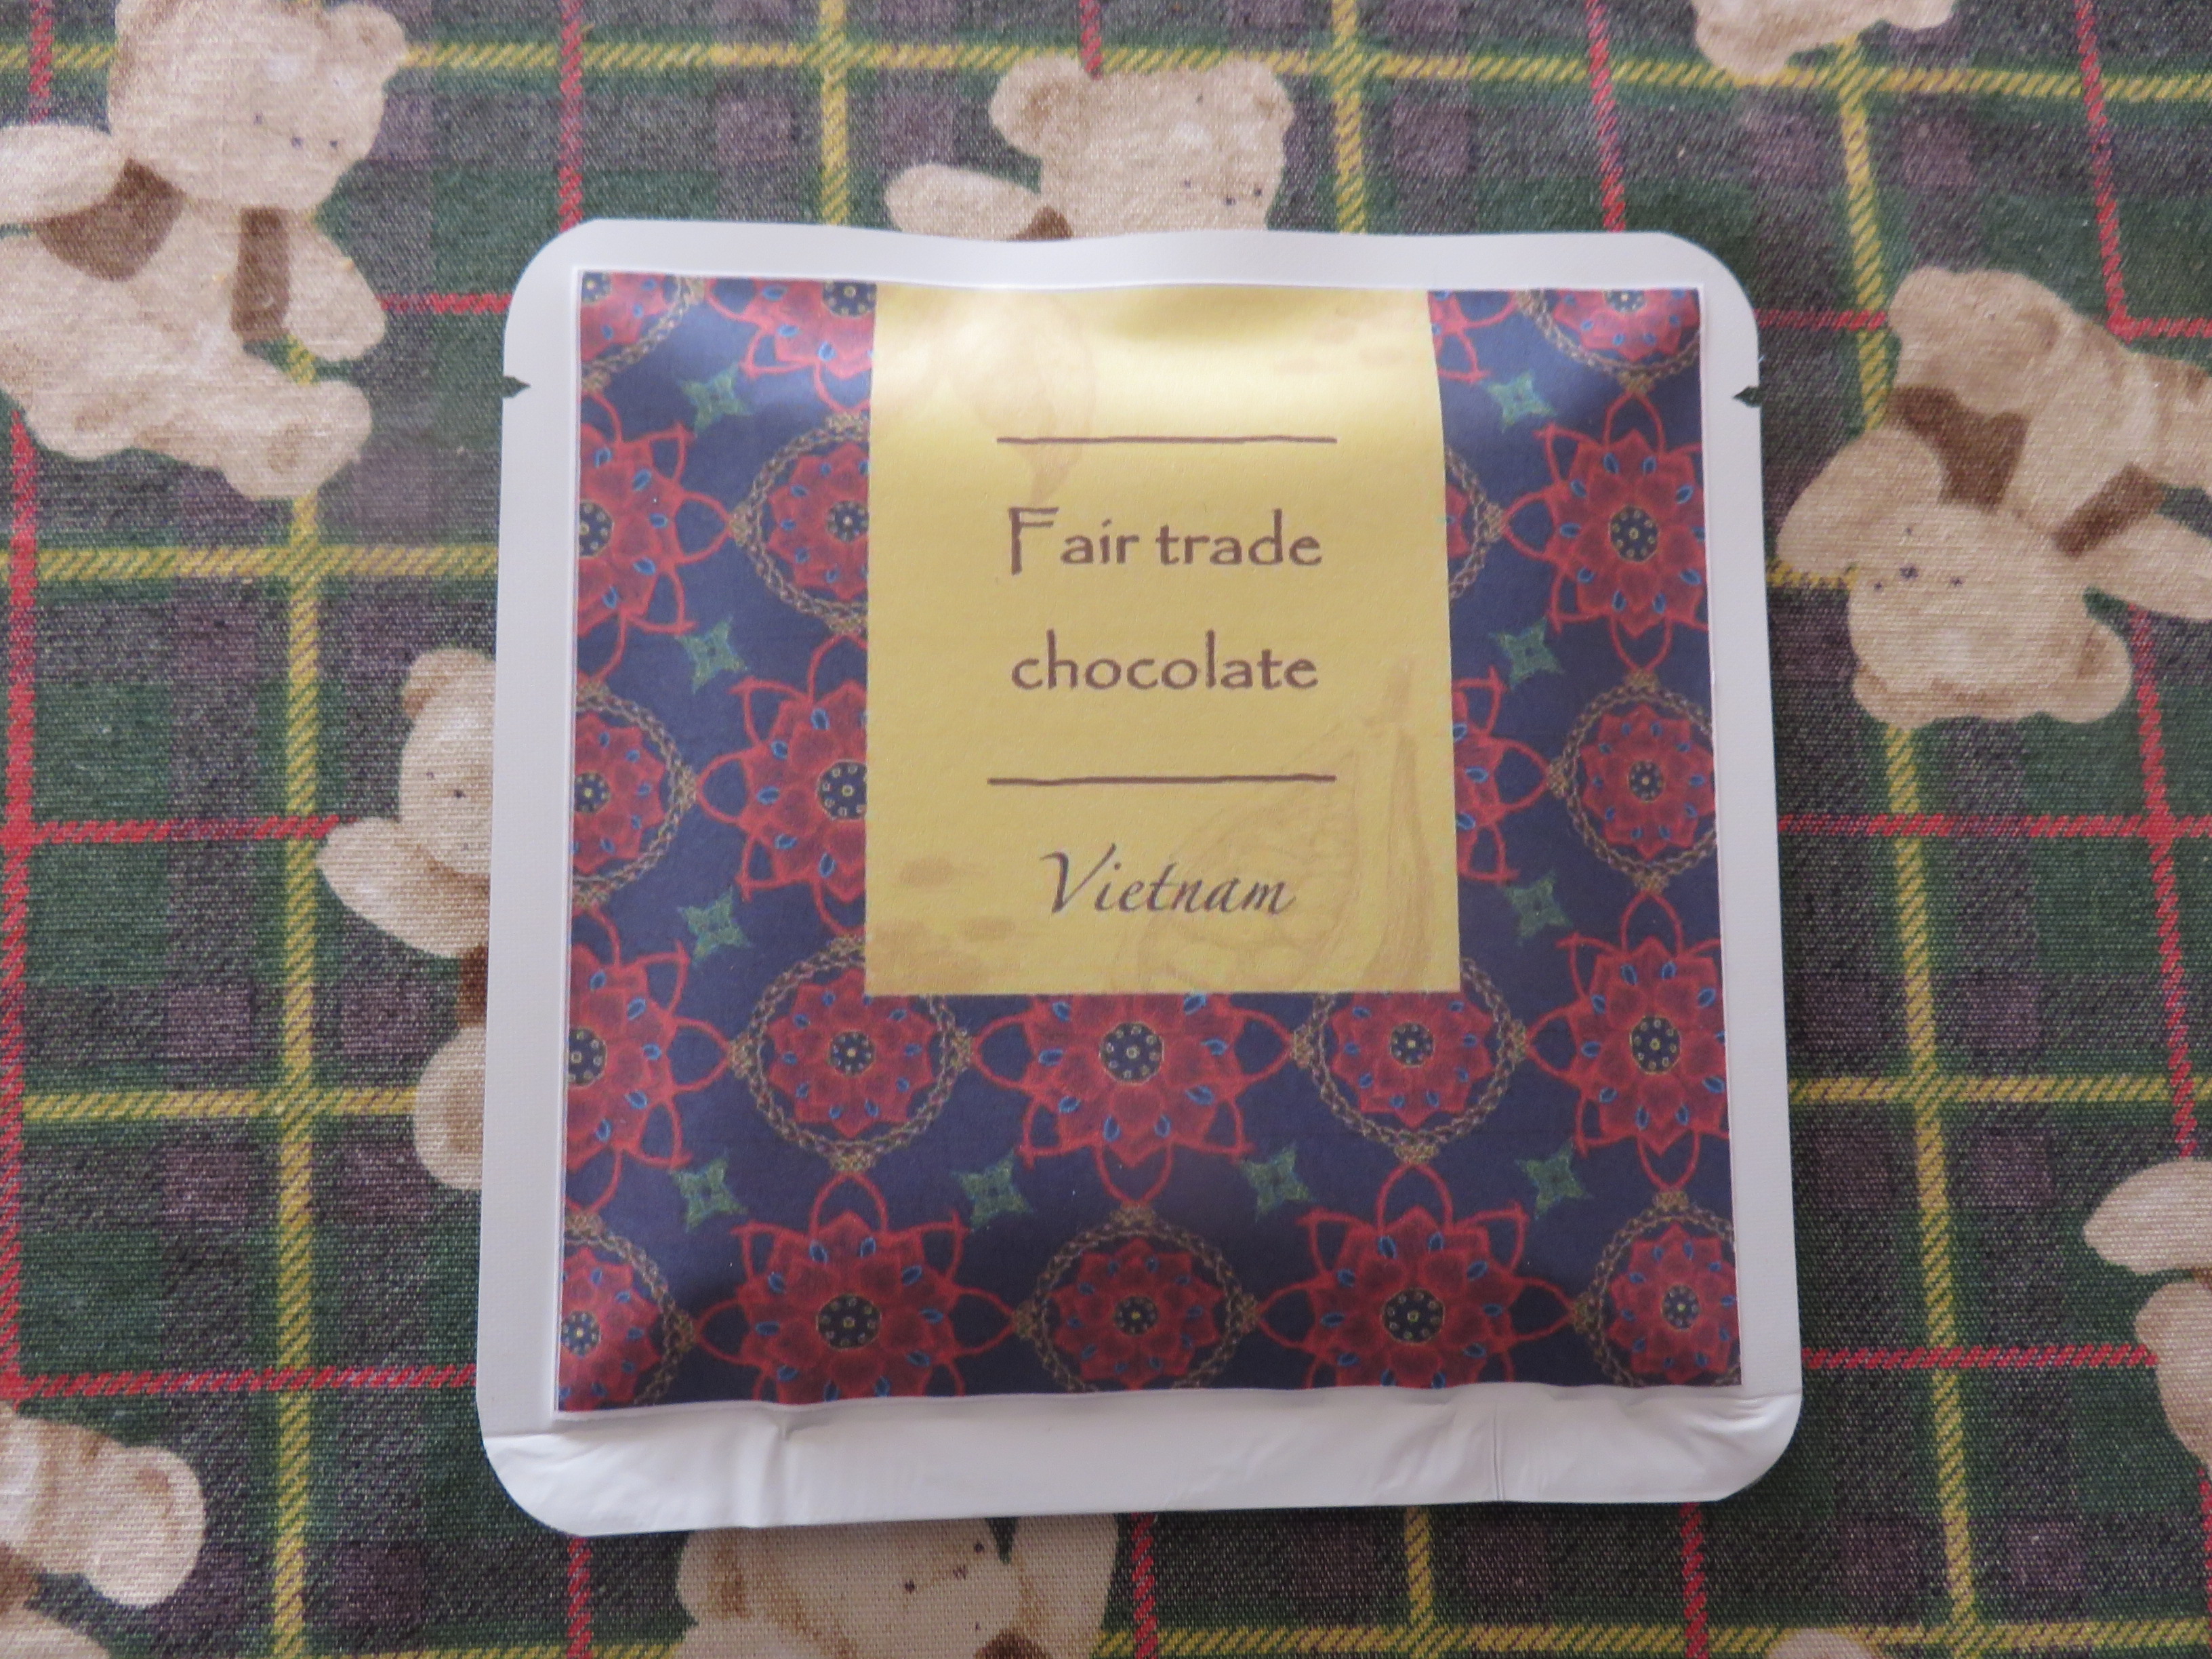 Fair trade
chocolate
Vietnam